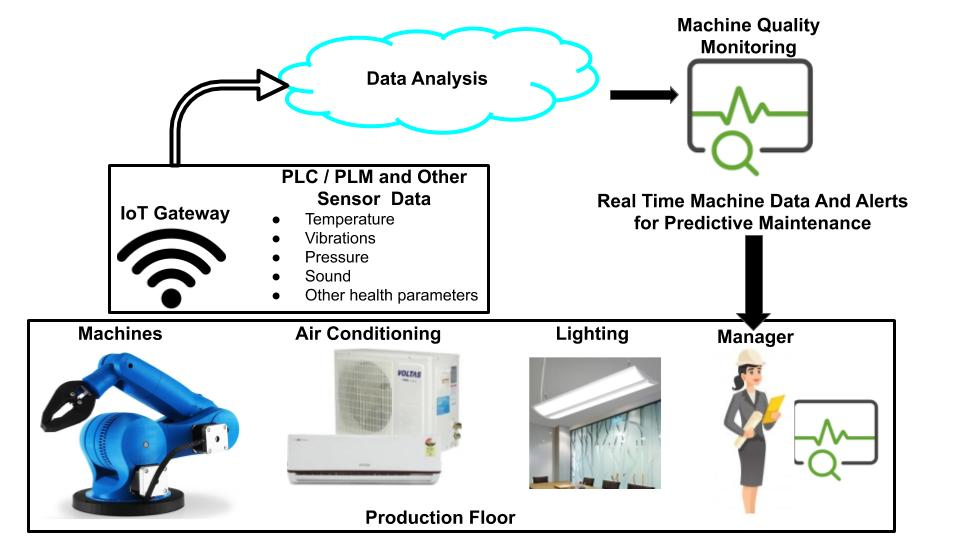 Machine Quality
Monitoring
Data Analysis
PLC / PLM and Other
Sensor Data
IoT Gateway
● Temperature
● Vibrations
● Pressure
● Sound
● Other health parameters
Real Time Machine Data And Alerts
for Predictive Maintenance
Machines
Air Conditioning
Lighting
Manager
VOLTAS
Production Floor